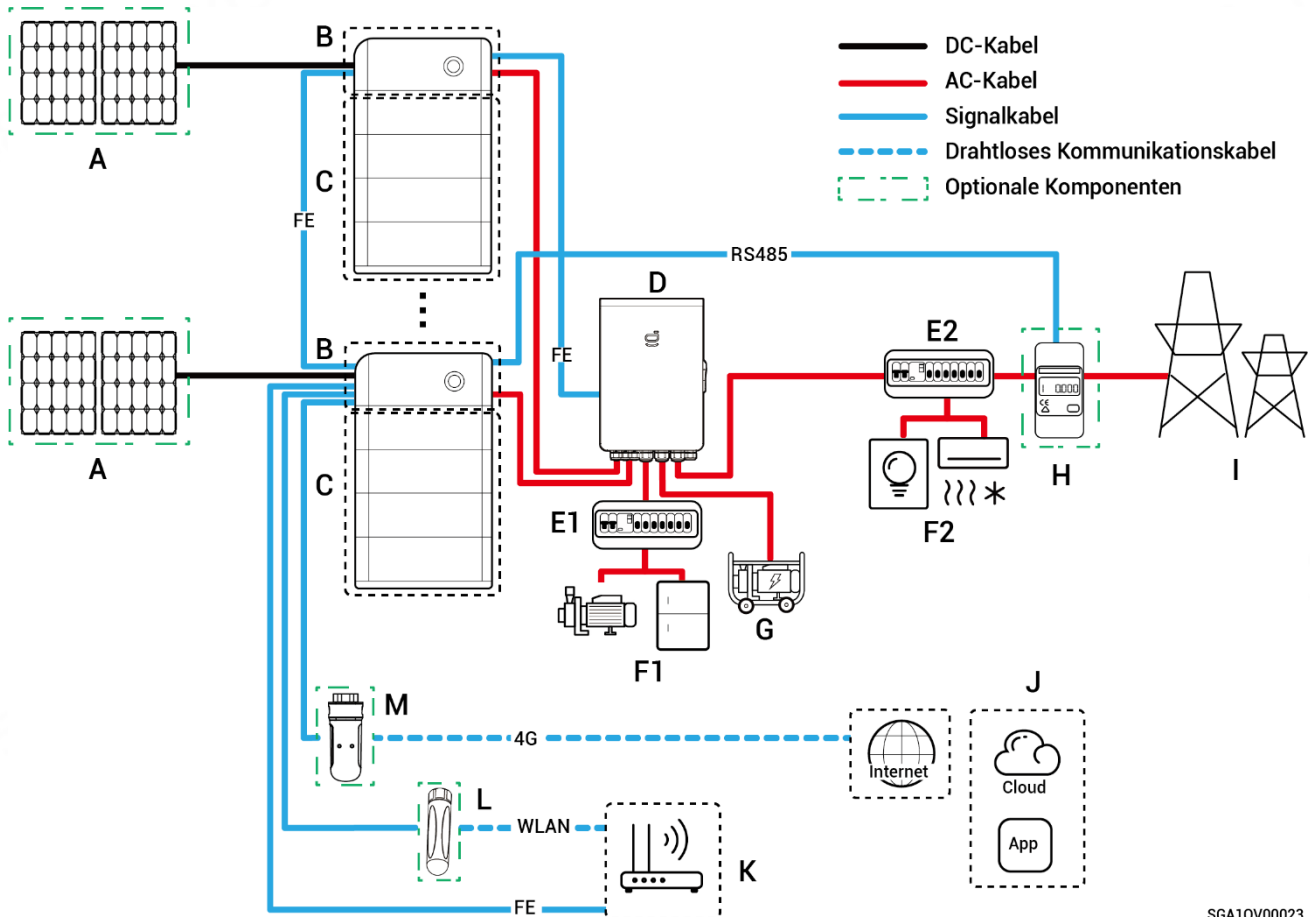 B
DC-Kabel
AC-Kabel
Signalkabel
Drahtloses Kommunikationskabel
Optionale Komponenten
A
C
FE
RS485
D
B
FE
E2
A
C
H
I
E1
F2
G
F1
M
J
4G
Internet
Cloud
L
WLAN
App
K
FE
SGA1OV00023